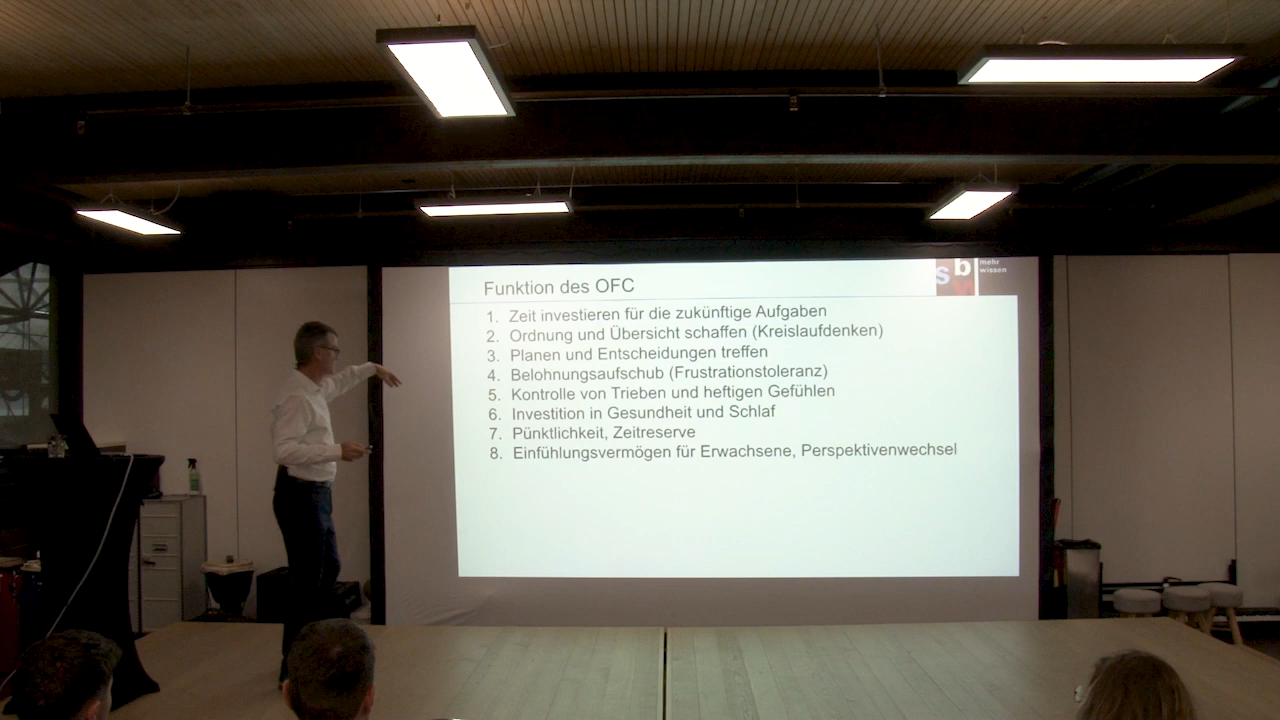 Funktion des OFC
sbw
mehr
wissen
1. Zeit investieren für die zukünftige Aufgaben
2. Ordnung und Übersicht schaffen (Kreislaufdenken)
3. Planen und Entscheidungen treffen
4. Belohnungsaufschub (Frustrationstoleranz)
5. Kontrolle von Trieben und heftigen Gefühlen
6. Investition in Gesundheit und Schlaf
7. Pünktlichkeit, Zeitreserve
8. Einfühlungsvermögen für Erwachsene, Perspektivenwechsel